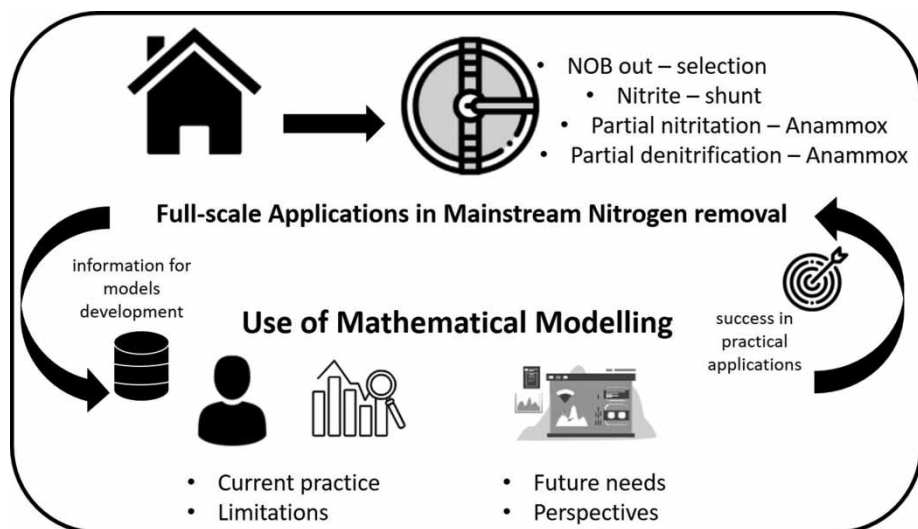 • NOB out – selection
• Nitrite – shunt
• Partial nitritation – Anammox
• Partial denitrification – Anammox
Full-scale Applications in Mainstream Nitrogen removal
information for
models
development
Use of Mathematical Modelling
success in
practical
applications
• Current practice
• Limitations
• Future needs
• Perspectives